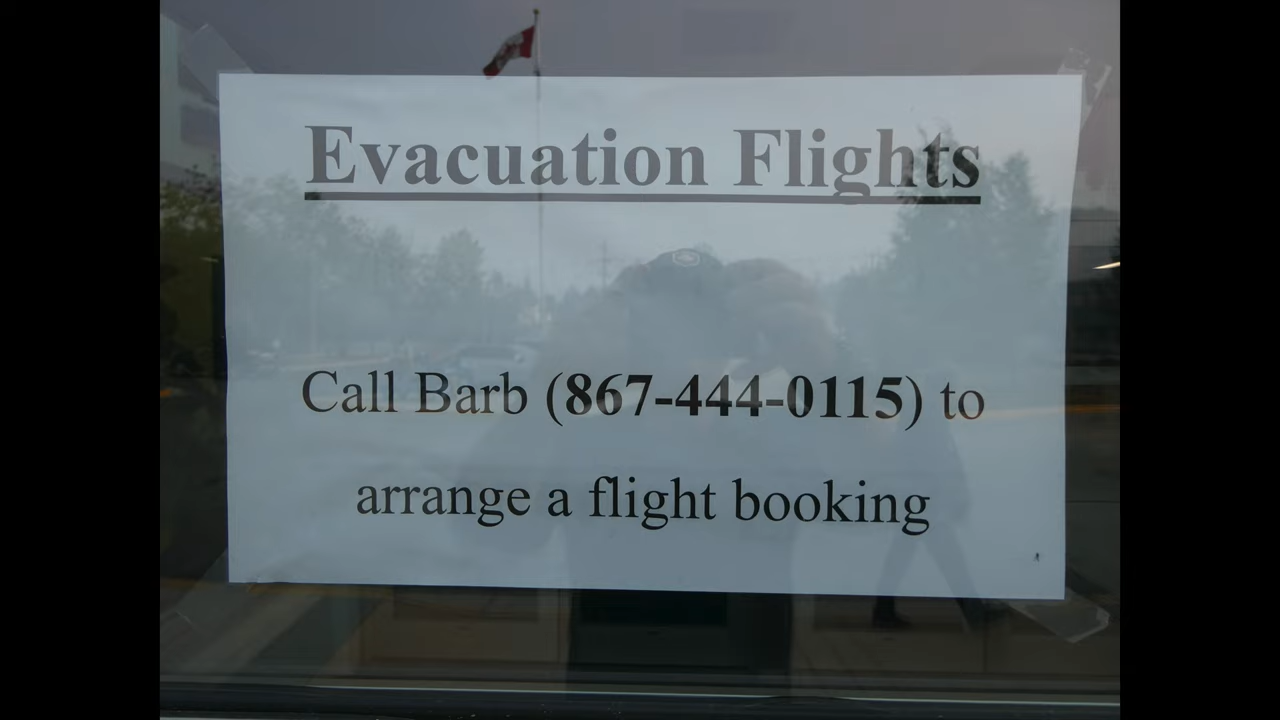 Evacuation Flights
Call Barb (867-444-0115) to
arrange a flight booking